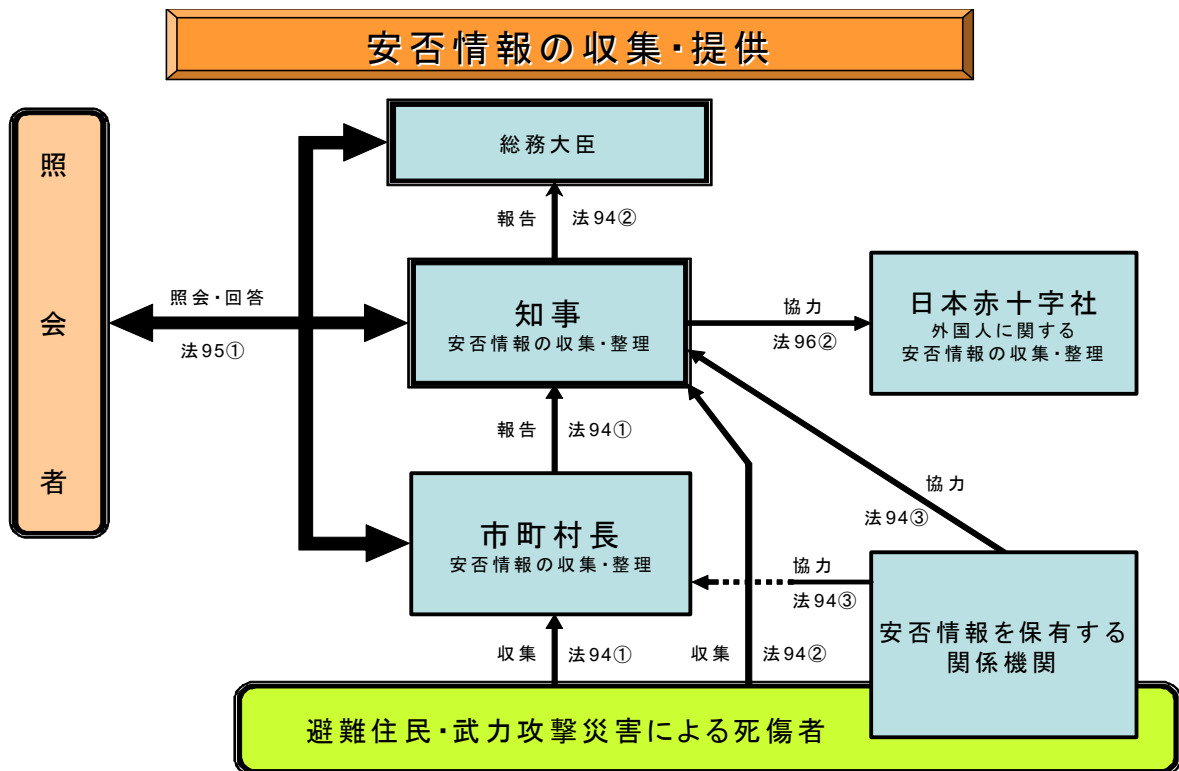 安否情報の収集・提供
照会者
総務大臣
報告 法94②
照会・回答
法95①
知事
安否情報の収集・整理
協力
法96②
日本赤十字社
外国人に関する
安否情報の収集・整理
報告 法94①
協力
法94③
市町村長
安否情報の収集・整理
協力
法94③
安否情報を保有する
関係機関
収集 法94①
収集 法94②
避難住民・武力攻撃災害による死傷者